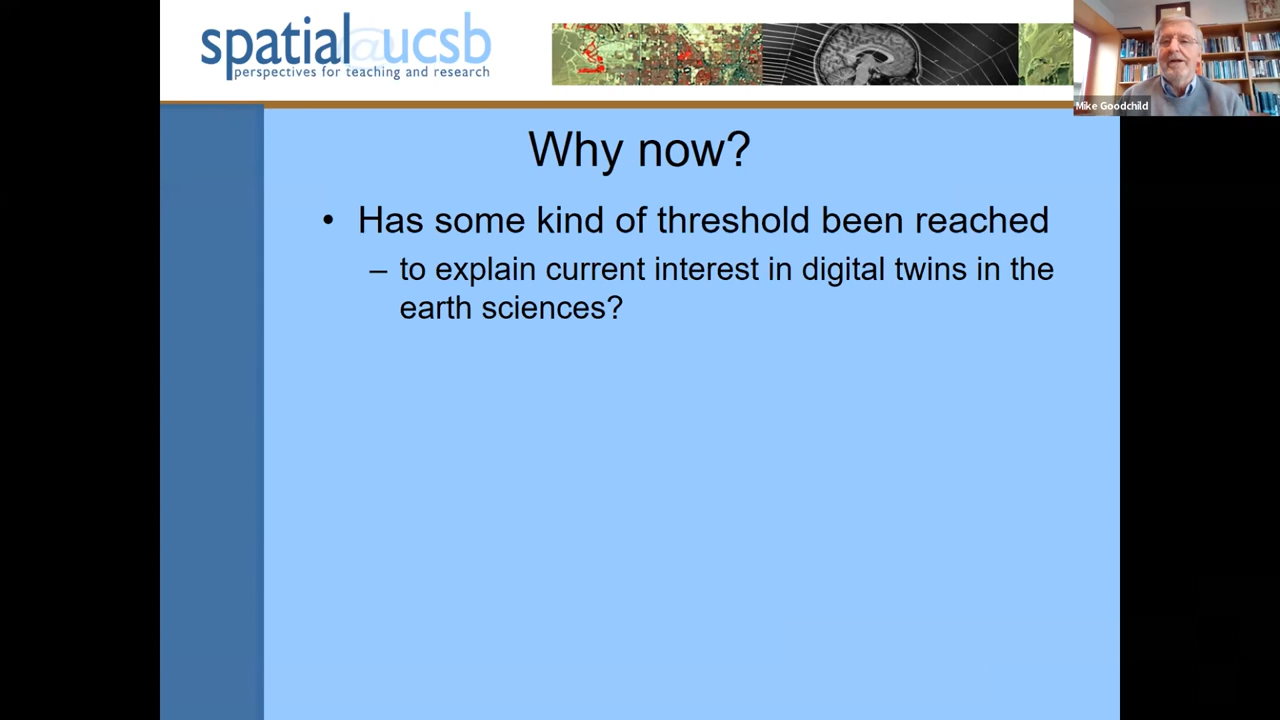 spatial@ucsb
perspectives for teaching and research
Mike Goodchild
Why now?
• Has some kind of threshold been reached
– to explain current interest in digital twins in the
earth sciences?